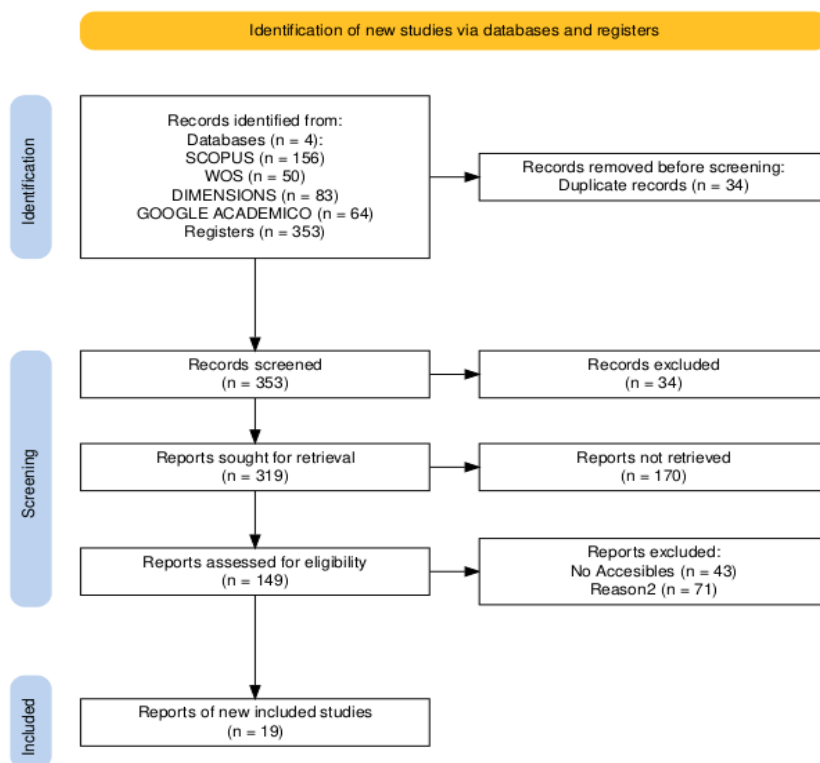 Identification of new studies via databases and registers
Identification
Records identified from:
Databases (n = 4):
SCOPUS (n = 156)
WOS (n = 50)
DIMENSIONS (n = 83)
GOOGLE ACADEMICO (n = 64)
Registers (n = 353)
Records removed before screening:
Duplicate records (n = 34)
Screening
Records screened
(n = 353)
Records excluded
(n = 34)
Reports sought for retrieval
(n = 319)
Reports not retrieved
(n = 170)
Reports assessed for eligibility
(n = 149)
Reports excluded:
No Accesibles (n = 43)
Reason2 (n = 71)
Included
Reports of new included studies
(n = 19)